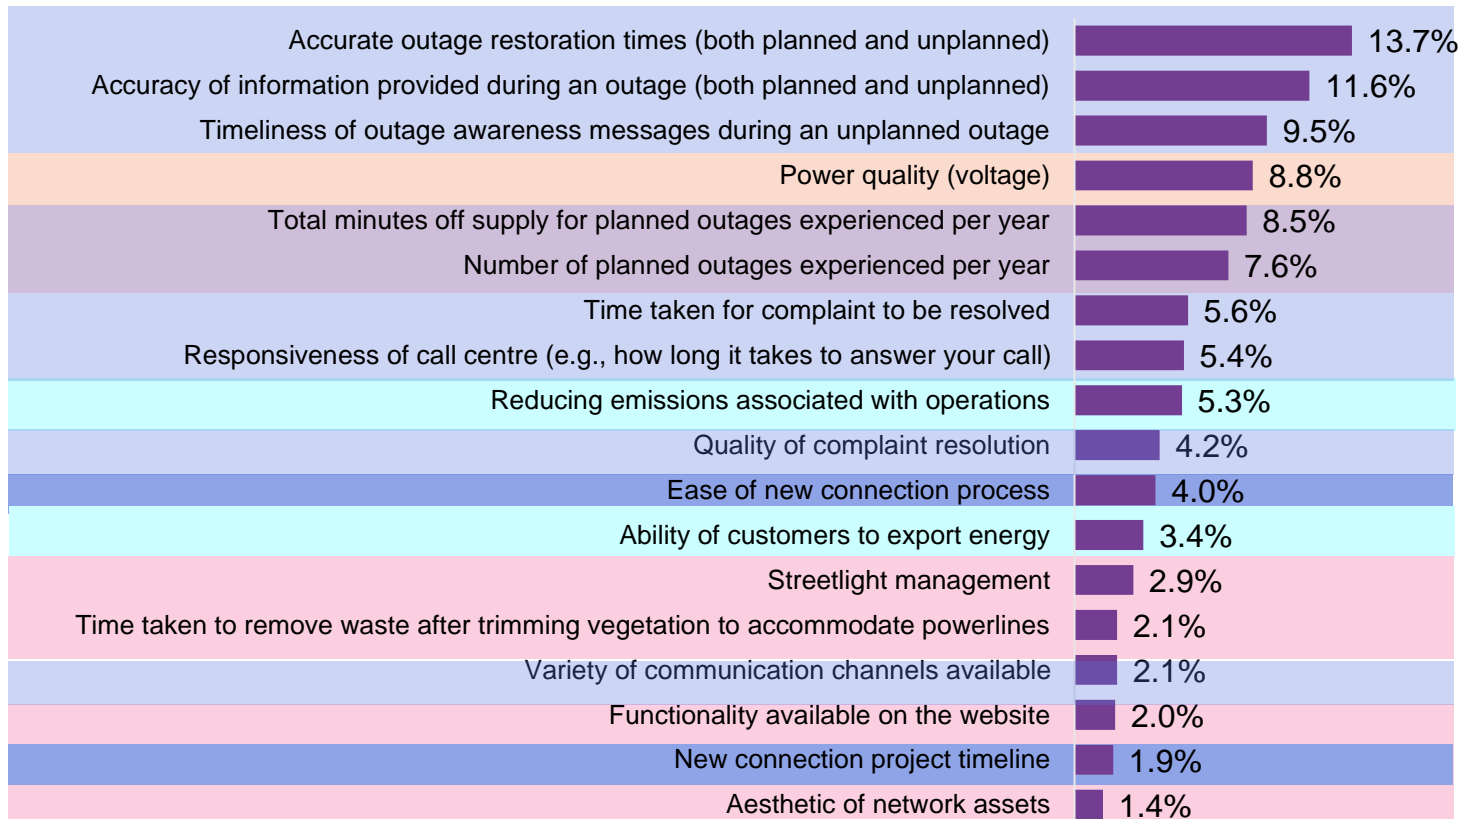 Accurate outage restoration times (both planned and unplanned) 13.7%
Accuracy of information provided during an outage (both planned and unplanned) 11.6%
Timeliness of outage awareness messages during an unplanned outage 9.5%
Power quality (voltage) 8.8%
Total minutes off supply for planned outages experienced per year 8.5%
Number of planned outages experienced per year 7.6%
Time taken for complaint to be resolved 5.6%
Responsiveness of call centre (e.g., how long it takes to answer your call) 5.4%
Reducing emissions associated with operations 5.3%
Quality of complaint resolution 4.2%
Ease of new connection process 4.0%
Ability of customers to export energy 3.4%
Streetlight management 2.9%
Time taken to remove waste after trimming vegetation to accommodate powerlines 2.1%
Variety of communication channels available 2.1%
Functionality available on the website 2.0%
New connection project timeline 1.9%
Aesthetic of network assets 1.4%